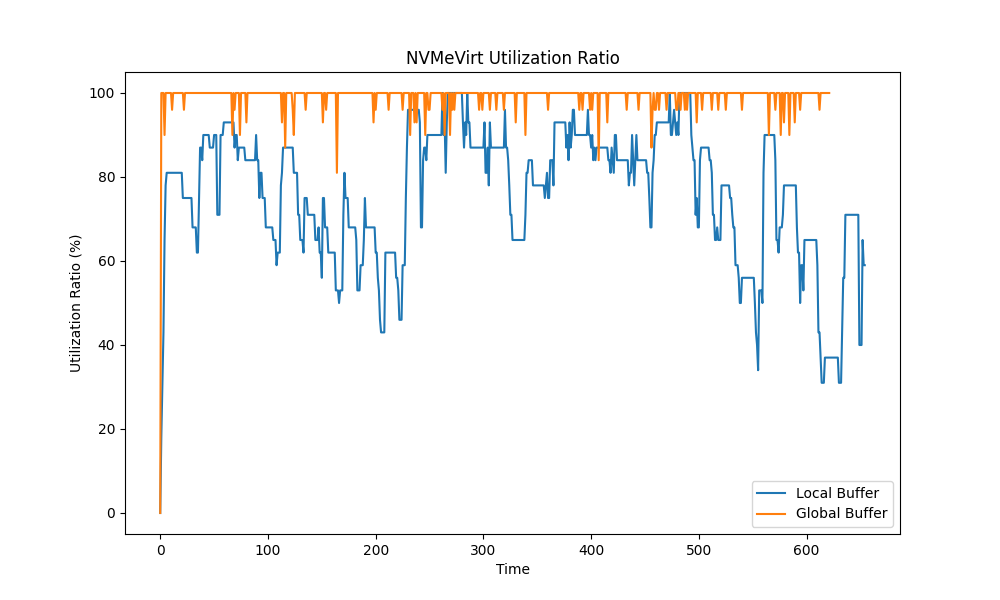 NVMeVirt Utilization Ratio
Utilization Ratio (%)
100
80
60
40
20
0
0 100 200 300 400 500 600
Time
Local Buffer
Global Buffer